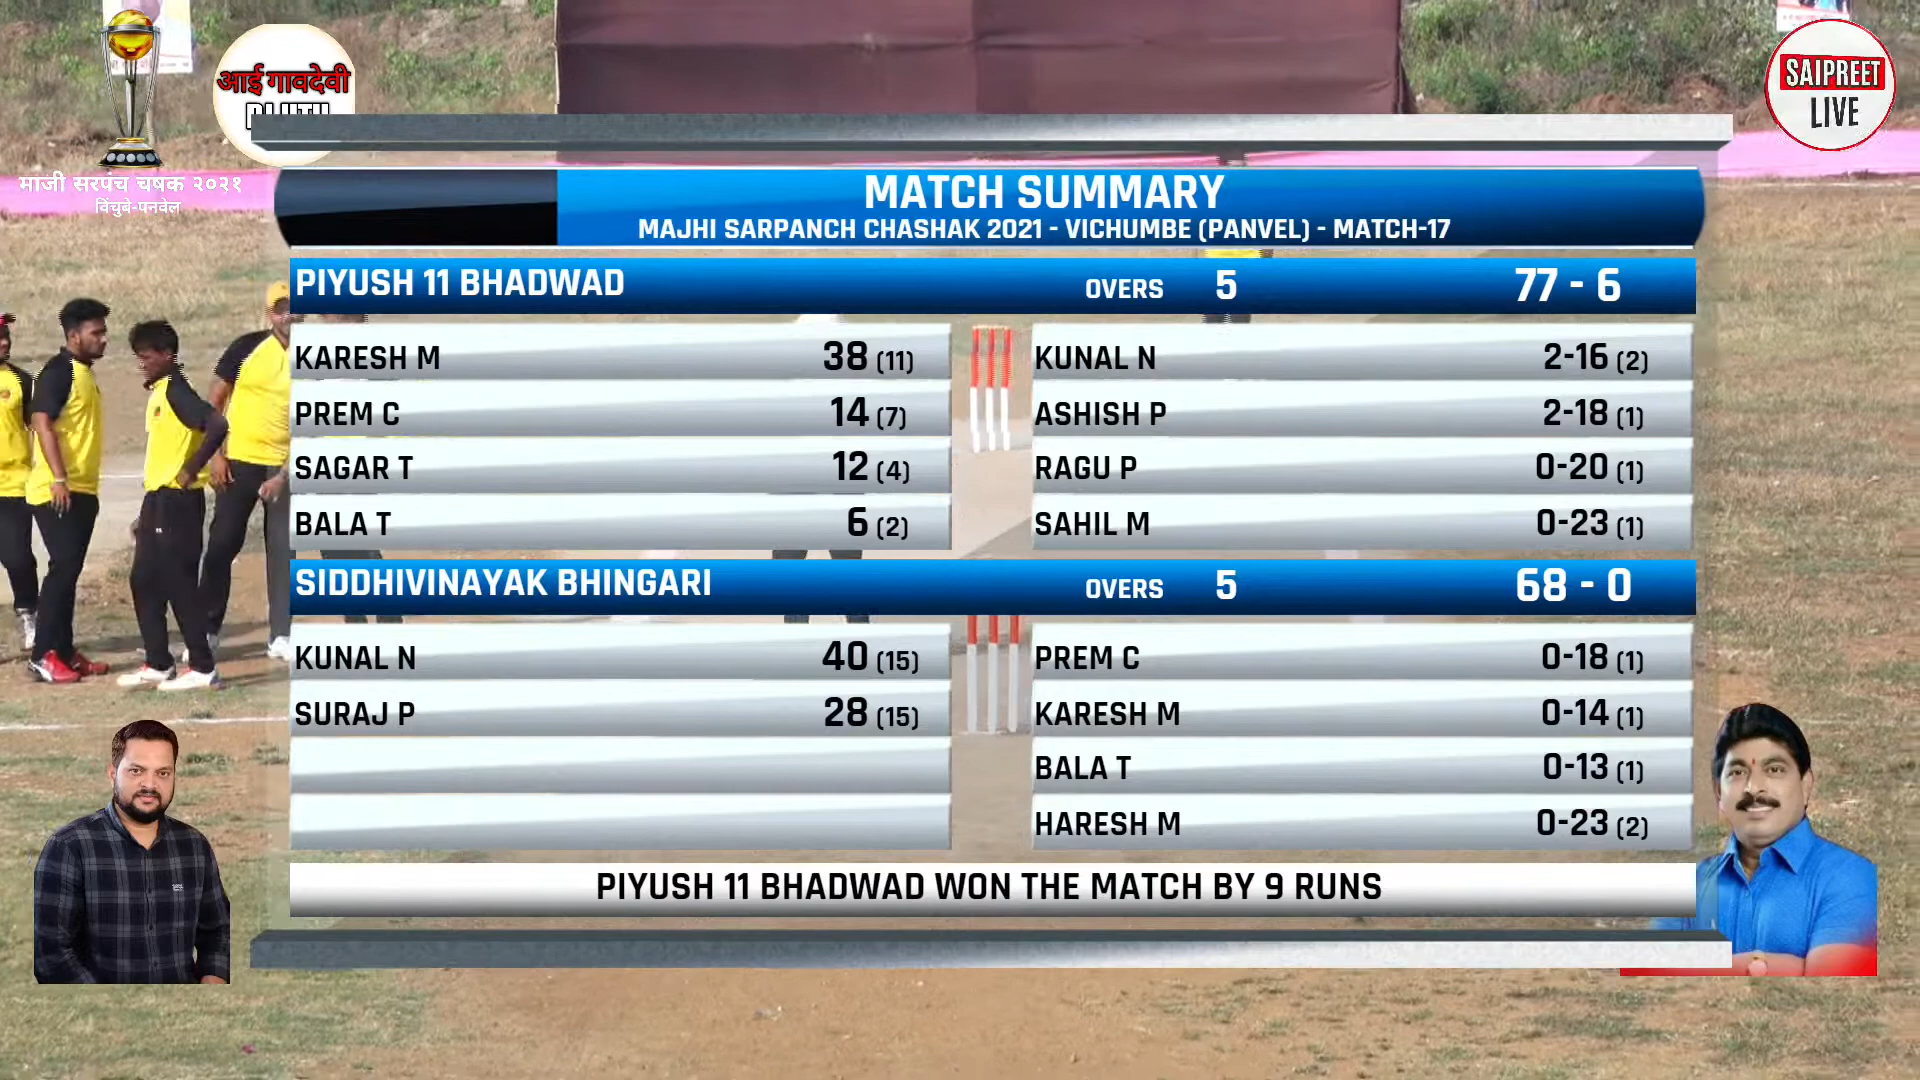 आई गावदेवी
SAIPREET
LIVE
माजी सरपंच चषक २०२१
विंचुबे-पनवेल
MATCH SUMMARY
MAJHI SARPANCH CHASHAK 2021 - VICHUMBE (PANVEL) - MATCH-17
PIYUSH 11 BHADWAD OVERS 5 77 - 6
KARESH M 38 (11) KUNAL N 2-16 (2)
PREM C 14 (7) ASHISH P 2-18 (1)
SAGAR T 12 (4) RAGU P 0-20 (1)
BALA T 6 (2) SAHIL M 0-23 (1)
SIDDHIVINAYAK BHINGARI OVERS 5 68 - 0
KUNAL N 40 (15) PREM C 0-18 (1)
SURAJ P 28 (15) KARESH M 0-14 (1)
BALA T 0-13 (1)
HARESH M 0-23 (2)
PIYUSH 11 BHADWAD WON THE MATCH BY 9 RUNS